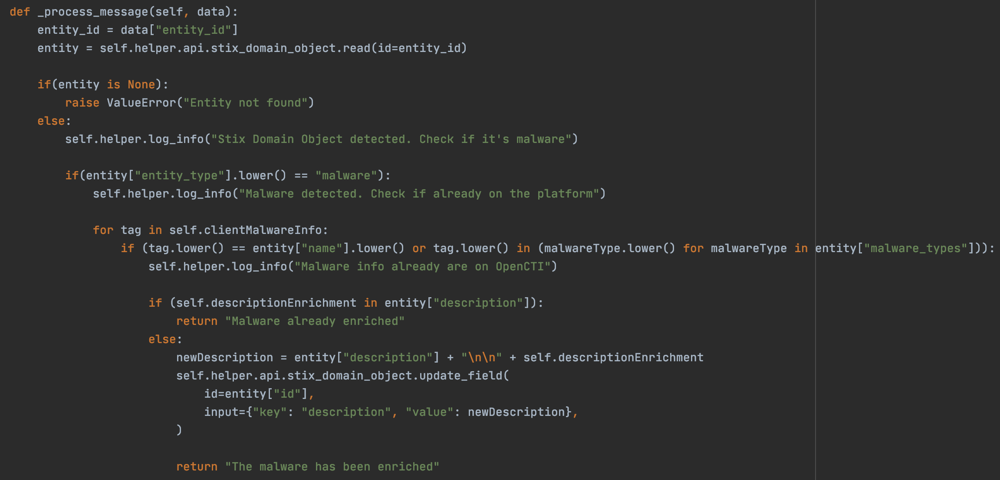 def _process_message(self, data):
    entity_id = data["entity_id"]
    entity = self.helper.api.stix_domain_object.read(id=entity_id)

    if(entity is None):
        raise ValueError("Entity not found")
    else:
        self.helper.log_info("Stix Domain Object detected. Check if it's malware")

        if(entity["entity_type"].lower() == "malware"):
            self.helper.log_info("Malware detected. Check if already on the platform")

            for tag in self.clientMalwareInfo:
                if (tag.lower() == entity["name"].lower() or tag.lower() in (malwareType.lower() for malwareType in entity["malware_types"])):
                    self.helper.log_info("Malware info already are on OpenCTI")

                    if (self.descriptionEnrichment in entity["description"]):
                        return "Malware already enriched"
                    else:
                        newDescription = entity["description"] + "\n\n" + self.descriptionEnrichment
                        self.helper.api.stix_domain_object.update_field(
                            id=entity["id"],
                            input={"key": "description", "value": newDescription},
                        )

                        return "The malware has been enriched"